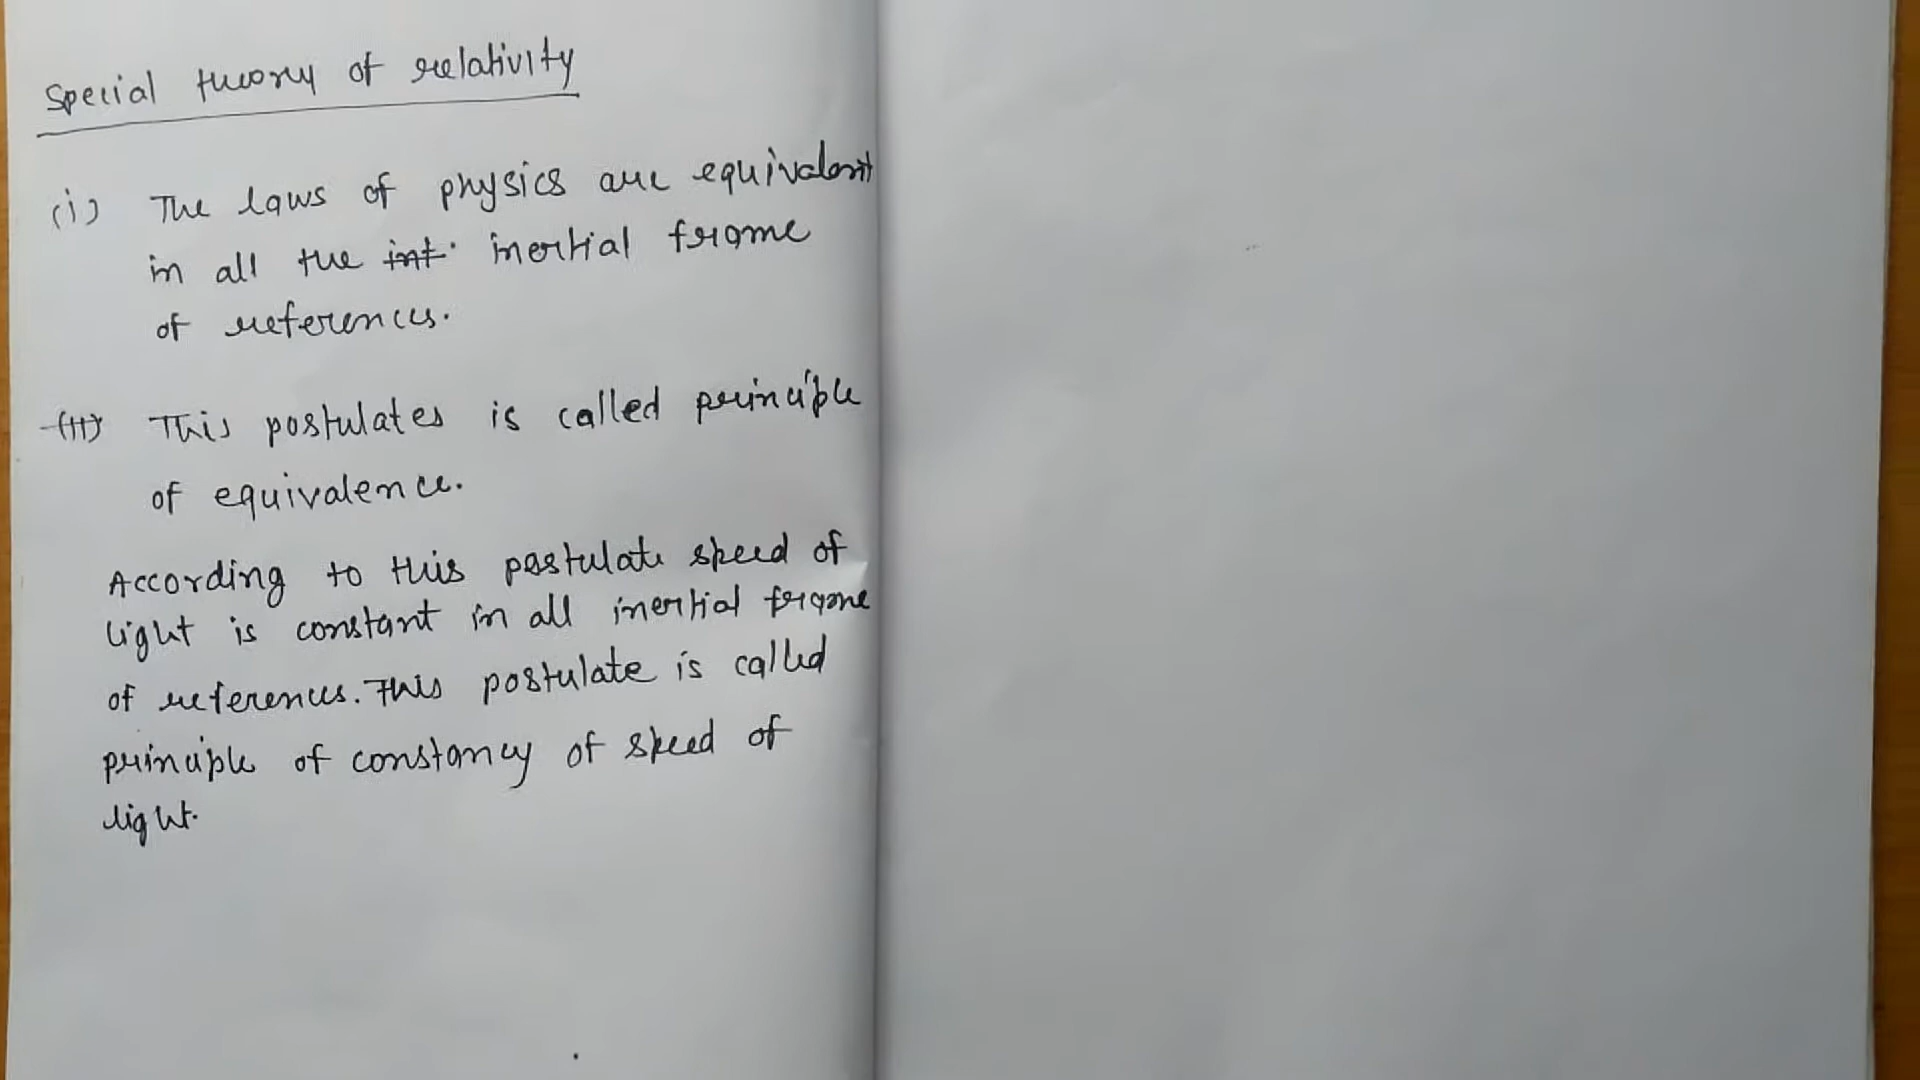 Special theory of relativity
(i) The laws of physics are equivalent
in all the int. inertial frame
of references.
(II) This postulates is called principle
of equivalence.
According to this postulate speed of
light is constant in all inertial frame
of references. This postulate is called
principle of constancy of speed of
light.